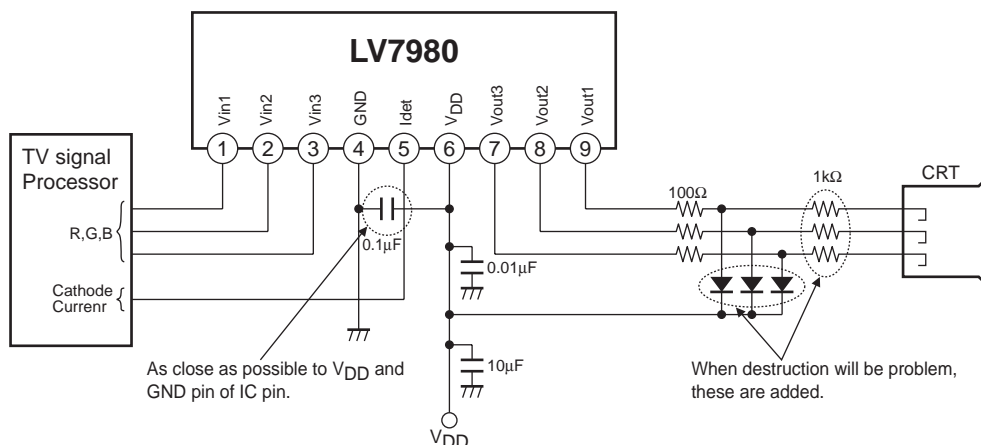 LV7980
Vin1
Vin2
Vin3
GND
Idet
VDD
Vout3
Vout2
Vout1
1
2
3
4
5
6
7
8
9
TV signal
Processor
R,G,B
Cathode
Currenr
0.1μF
0.01μF
10μF
100Ω
1kΩ
CRT
As close as possible to VDD and
GND pin of IC pin.
When destruction will be problem,
these are added.
VDD